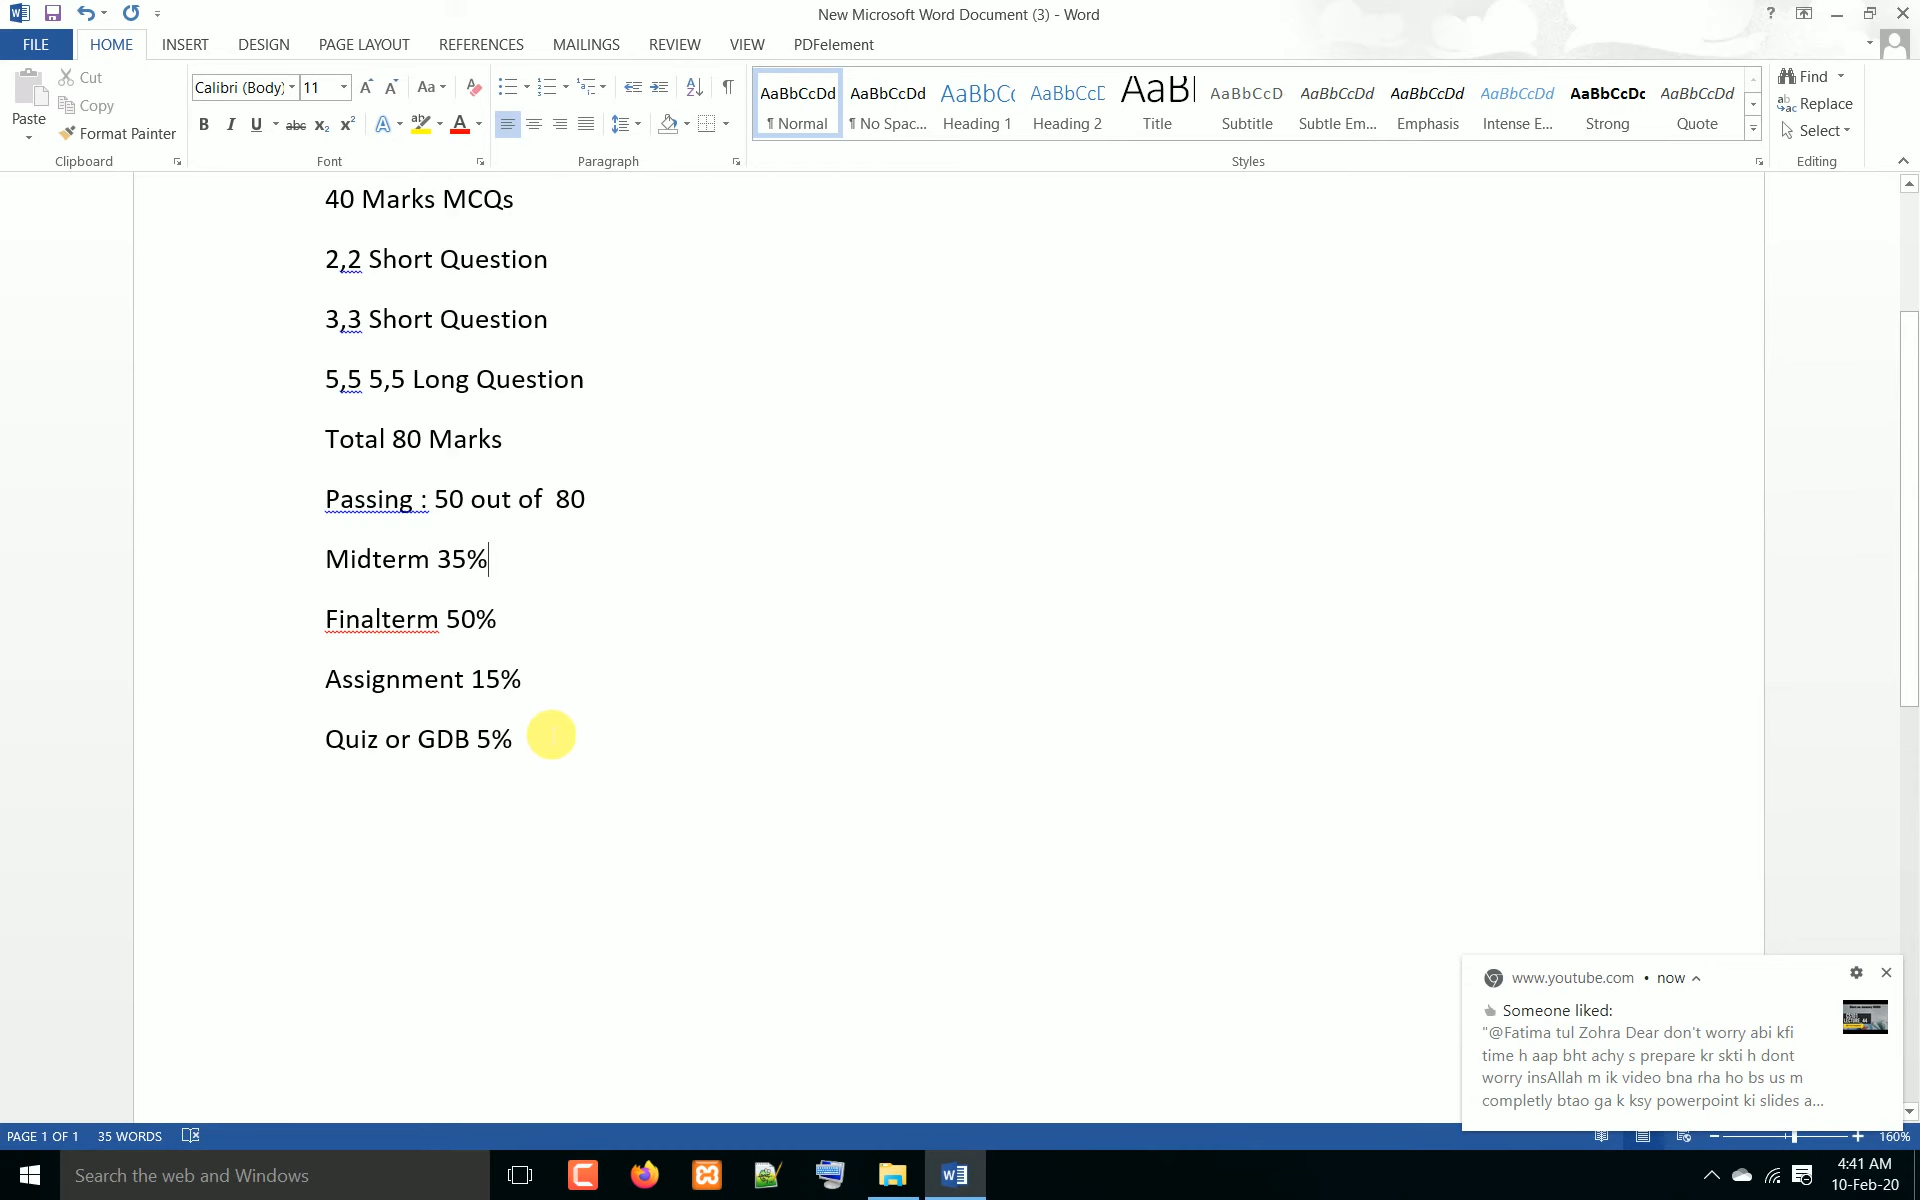 New Microsoft Word Document (3) - Word
FILE
HOME
INSERT
DESIGN
PAGE LAYOUT
REFERENCES
MAILINGS
REVIEW
VIEW
PDFelement
Paste
Cut
Copy
Format Painter
Clipboard
Calibri (Body)
11
Font
Paragraph
AaBbCcDd
¶ Normal
AaBbCcDd
¶ No Spac...
AaBbC
Heading 1
AaBbCc
Heading 2
AaB
Title
AaBbCcD
Subtitle
AaBbCcDd
Subtle Em...
AaBbCcDd
Emphasis
AaBbCcDd
Intense E...
AaBbCcDc
Strong
AaBbCcDd
Quote
Styles
Find
Replace
Select
Editing
40 Marks MCQs
2,2 Short Question
3,3 Short Question
5,5 5,5 Long Question
Total 80 Marks
Passing : 50 out of  80
Midterm 35%
Finalterm 50%
Assignment 15%
Quiz or GDB 5%
www.youtube.com • now
Someone liked:
"@Fatima tul Zohra Dear don't worry abi kfi
time h aap bht achy s prepare kr skti h dont
worry insAllah m ik video bna rha ho bs us m
completly btao ga k ksy powerpoint ki slides a...
PAGE 1 OF 1
35 WORDS
160%
Search the web and Windows
4:41 AM
10-Feb-20